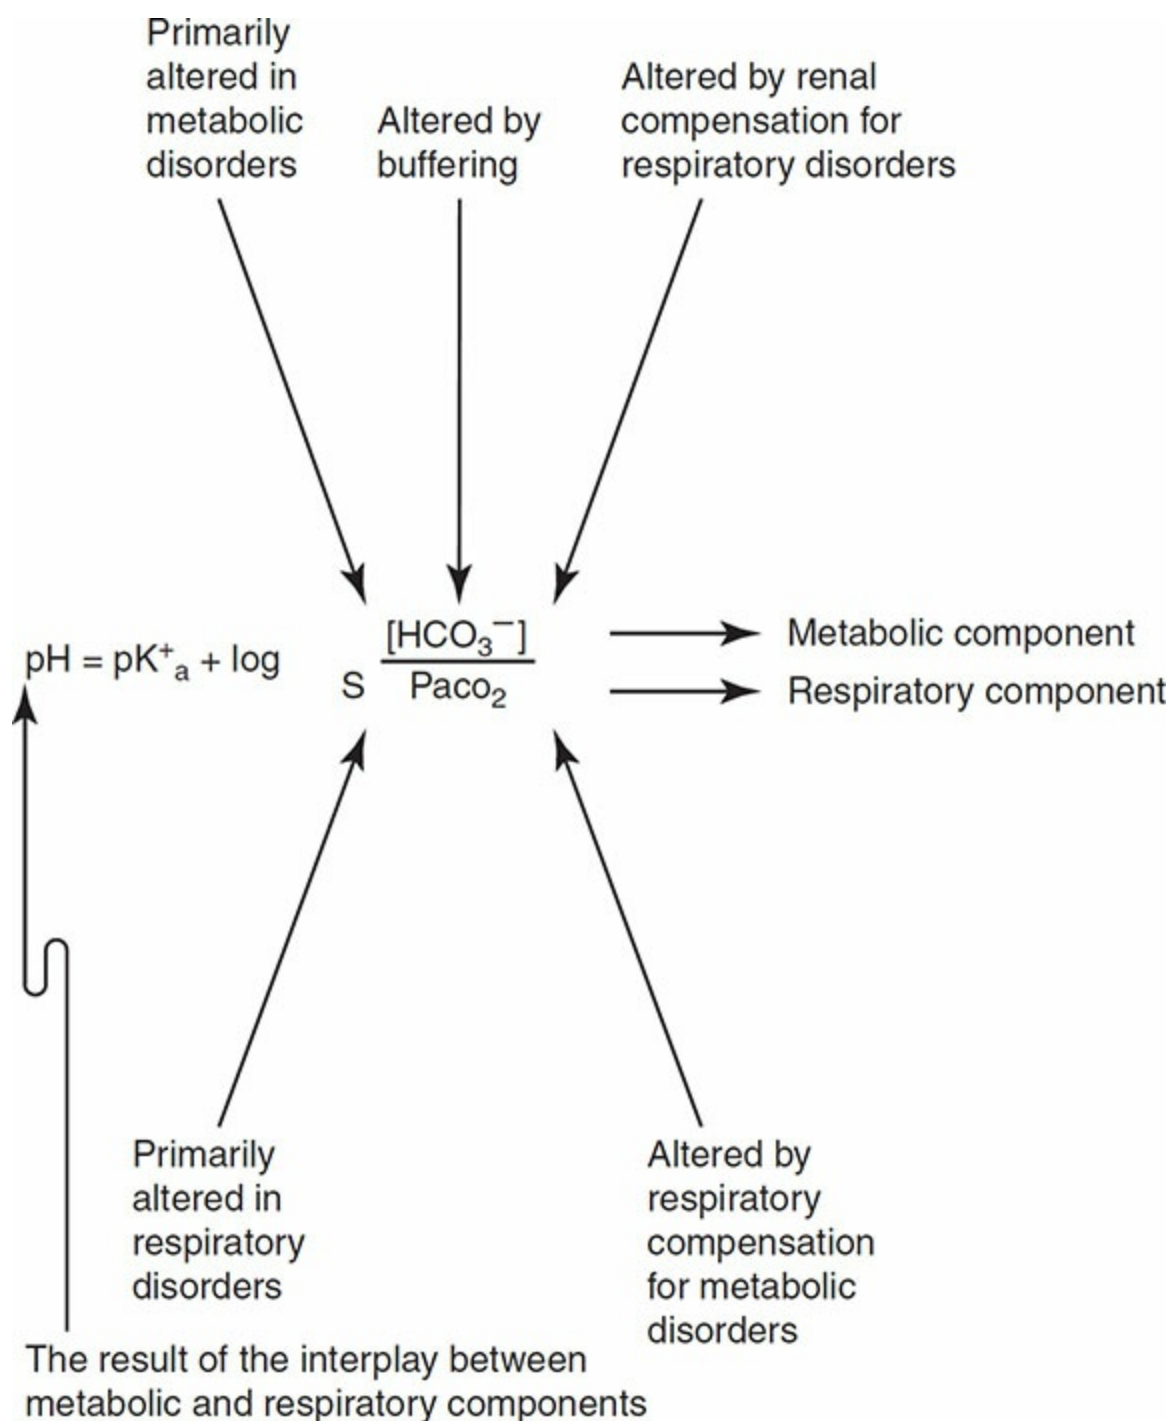 Primarily
altered in
metabolic
disorders
Altered by
buffering
Altered by renal
compensation for
respiratory disorders
pH = pK⁺ₐ + log
[HCO₃⁻]
S Paco₂
Metabolic component
Respiratory component
Primarily
altered in
respiratory
disorders
Altered by
respiratory
compensation
for metabolic
disorders
The result of the interplay between
metabolic and respiratory components